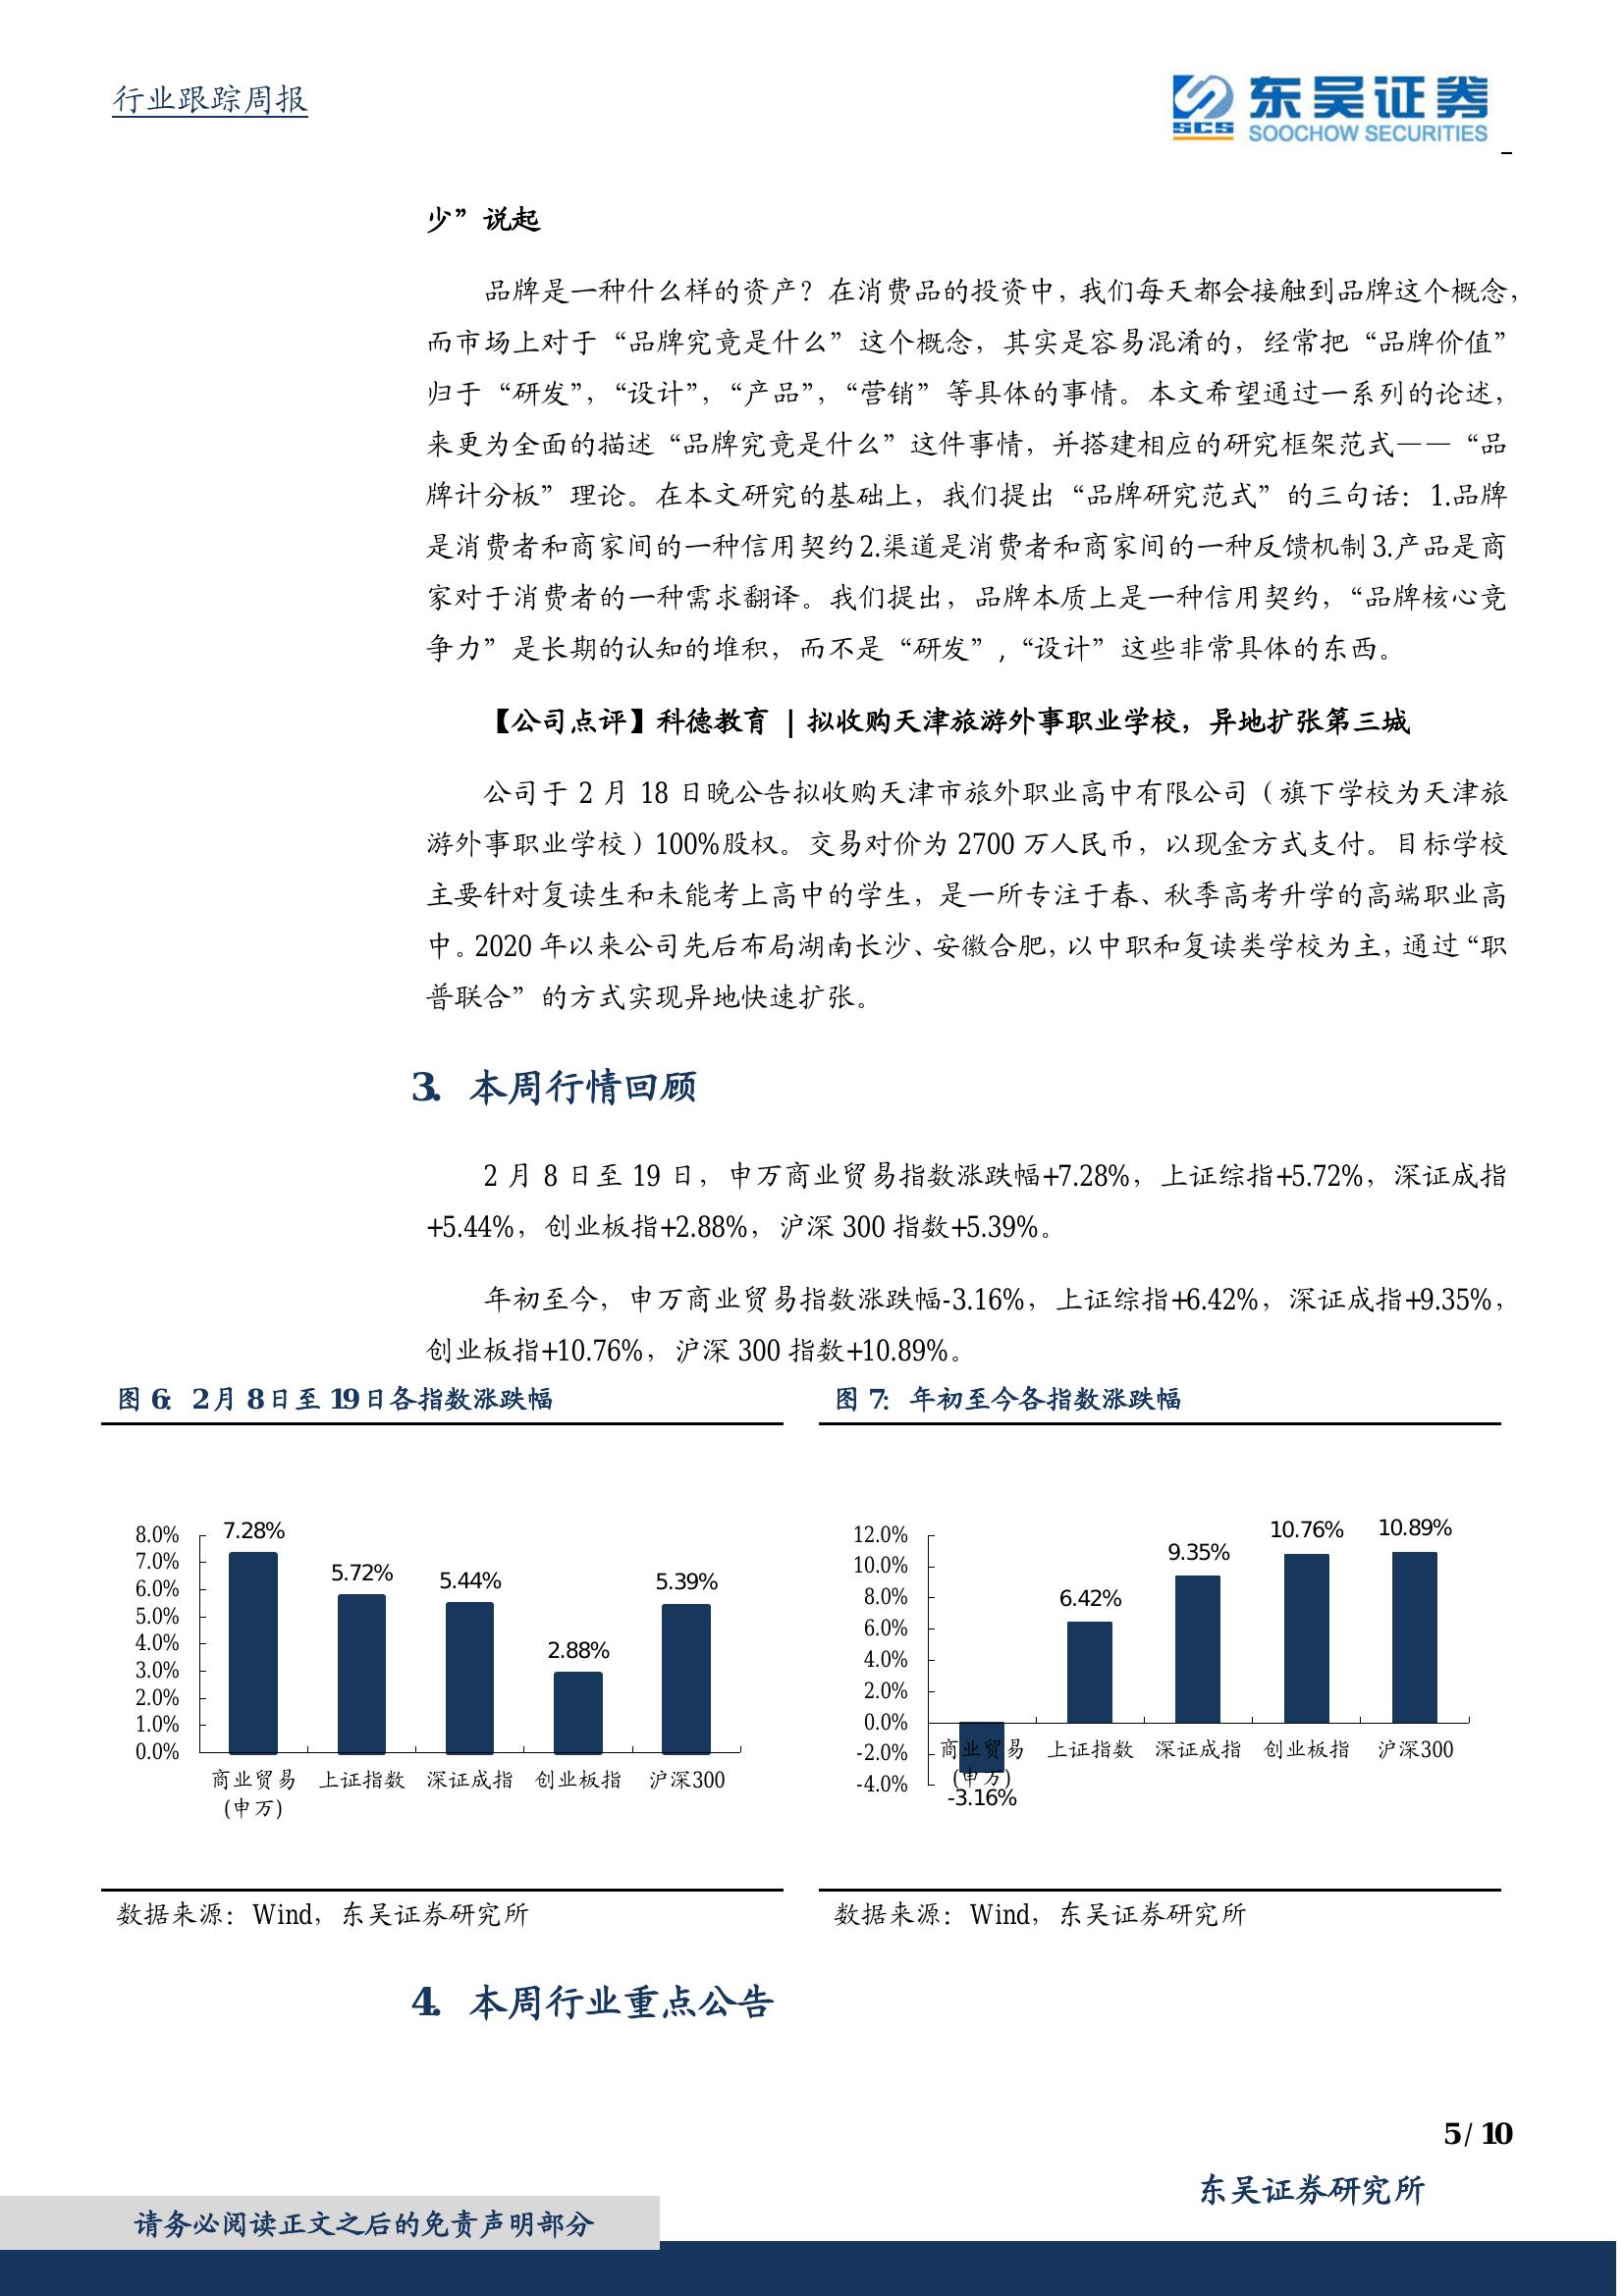 行业跟踪周报
SCS 东吴证券
SOOCHOW SECURITIES
少”说起
品牌是一种什么样的资产？在消费品的投资中，我们每天都会接触到品牌这个概念，
而市场上对于“品牌究竟是什么”这个概念，其实是容易混淆的，经常把“品牌价值”
归于“研发”，“设计”，“产品”，“营销”等具体的事情。本文希望通过一系列的论述，
来更为全面的描述“品牌究竟是什么”这件事情，并搭建相应的研究框架范式——“品
牌计分板”理论。在本文研究的基础上，我们提出“品牌研究范式”的三句话：1.品牌
是消费者和商家间的一种信用契约2.渠道是消费者和商家间的一种反馈机制3.产品是商
家对于消费者的一种需求翻译。我们提出，品牌本质上是一种信用契约，“品牌核心竞
争力”是长期的认知的堆积，而不是“研发”,“设计”这些非常具体的东西。
【公司点评】科德教育 | 拟收购天津旅游外事职业学校，异地扩张第三城
公司于 2 月 18 日晚公告拟收购天津市旅外职业高中有限公司（旗下学校为天津旅
游外事职业学校）100%股权。交易对价为 2700 万人民币，以现金方式支付。目标学校
主要针对复读生和未能考上高中的学生，是一所专注于春、秋季高考升学的高端职业高
中。2020 年以来公司先后布局湖南长沙、安徽合肥，以中职和复读类学校为主，通过“职
普联合”的方式实现异地快速扩张。
3. 本周行情回顾
2 月 8 日至 19 日，申万商业贸易指数涨跌幅+7.28%，上证综指+5.72%，深证成指
+5.44%，创业板指+2.88%，沪深 300 指数+5.39%。
年初至今，申万商业贸易指数涨跌幅-3.16%，上证综指+6.42%，深证成指+9.35%，
创业板指+10.76%，沪深 300 指数+10.89%。
图 6： 2 月 8 日至 19 日各指数涨跌幅
8.0%
7.0%
6.0%
5.0%
4.0%
3.0%
2.0%
1.0%
0.0%
7.28%
5.72%
5.44%
2.88%
5.39%
商业贸易 上证指数 深证成指 创业板指 沪深300
(申万)
数据来源：Wind，东吴证券研究所
图 7： 年初至今各指数涨跌幅
12.0%
10.0%
8.0%
6.0%
4.0%
2.0%
0.0%
-2.0%
-4.0%
6.42%
9.35%
10.76%
10.89%
商业贸易 上证指数 深证成指 创业板指 沪深300
(申万)
-3.16%
数据来源：Wind，东吴证券研究所
4. 本周行业重点公告
5 / 10
东吴证券研究所
请务必阅读正文之后的免责声明部分